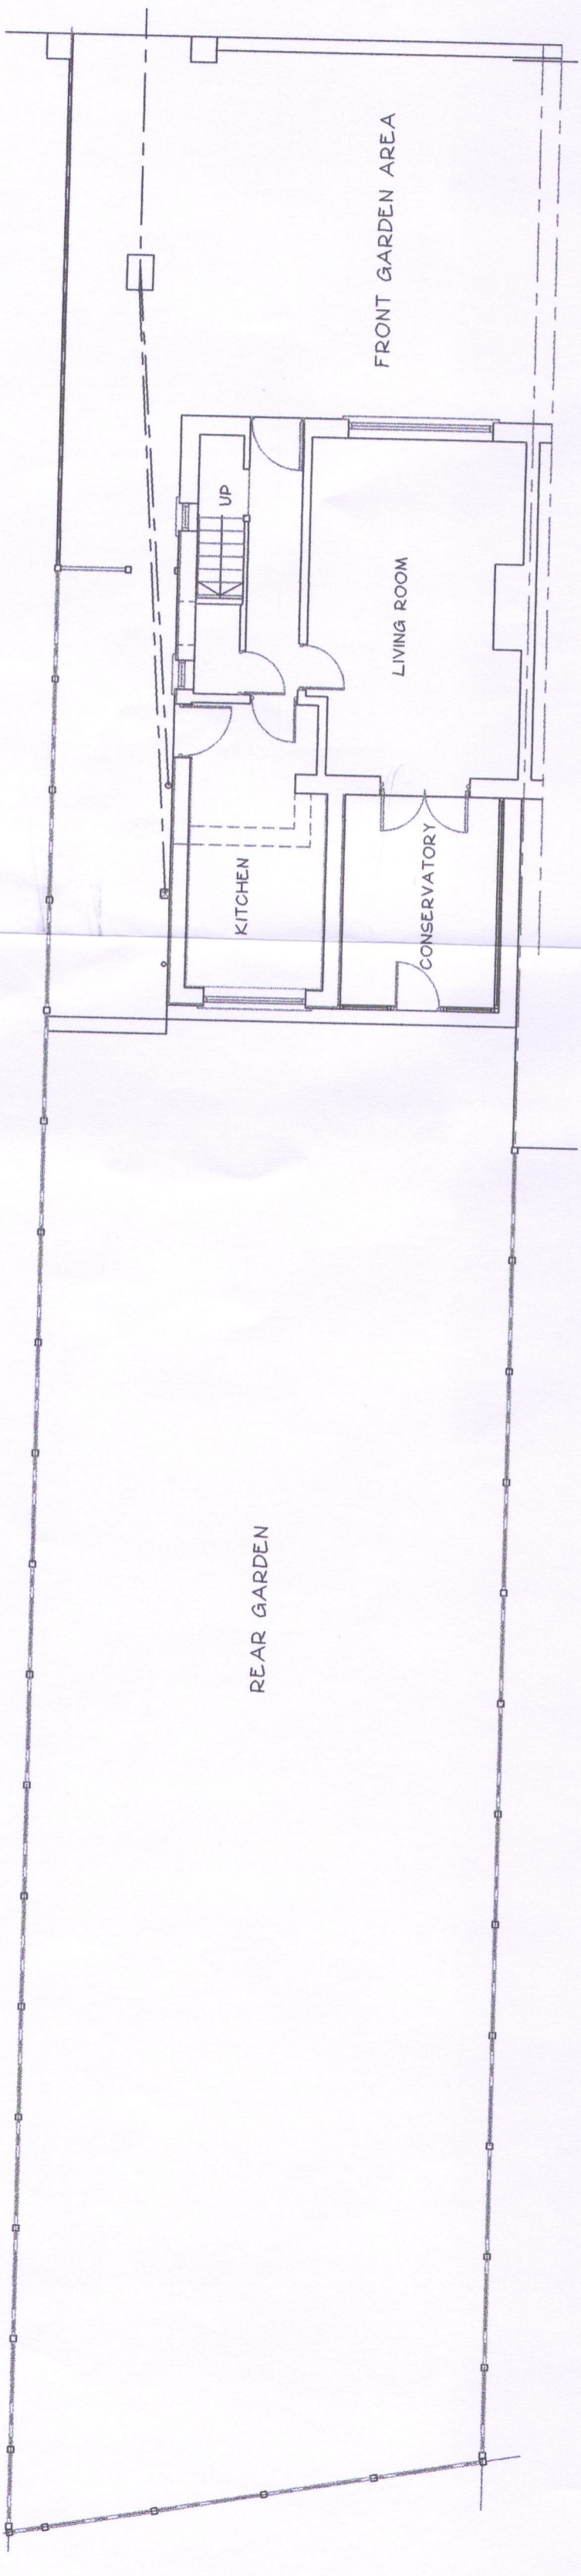 FRONT GARDEN AREA
UP
LIVING ROOM
KITCHEN
CONSERVATORY
REAR GARDEN